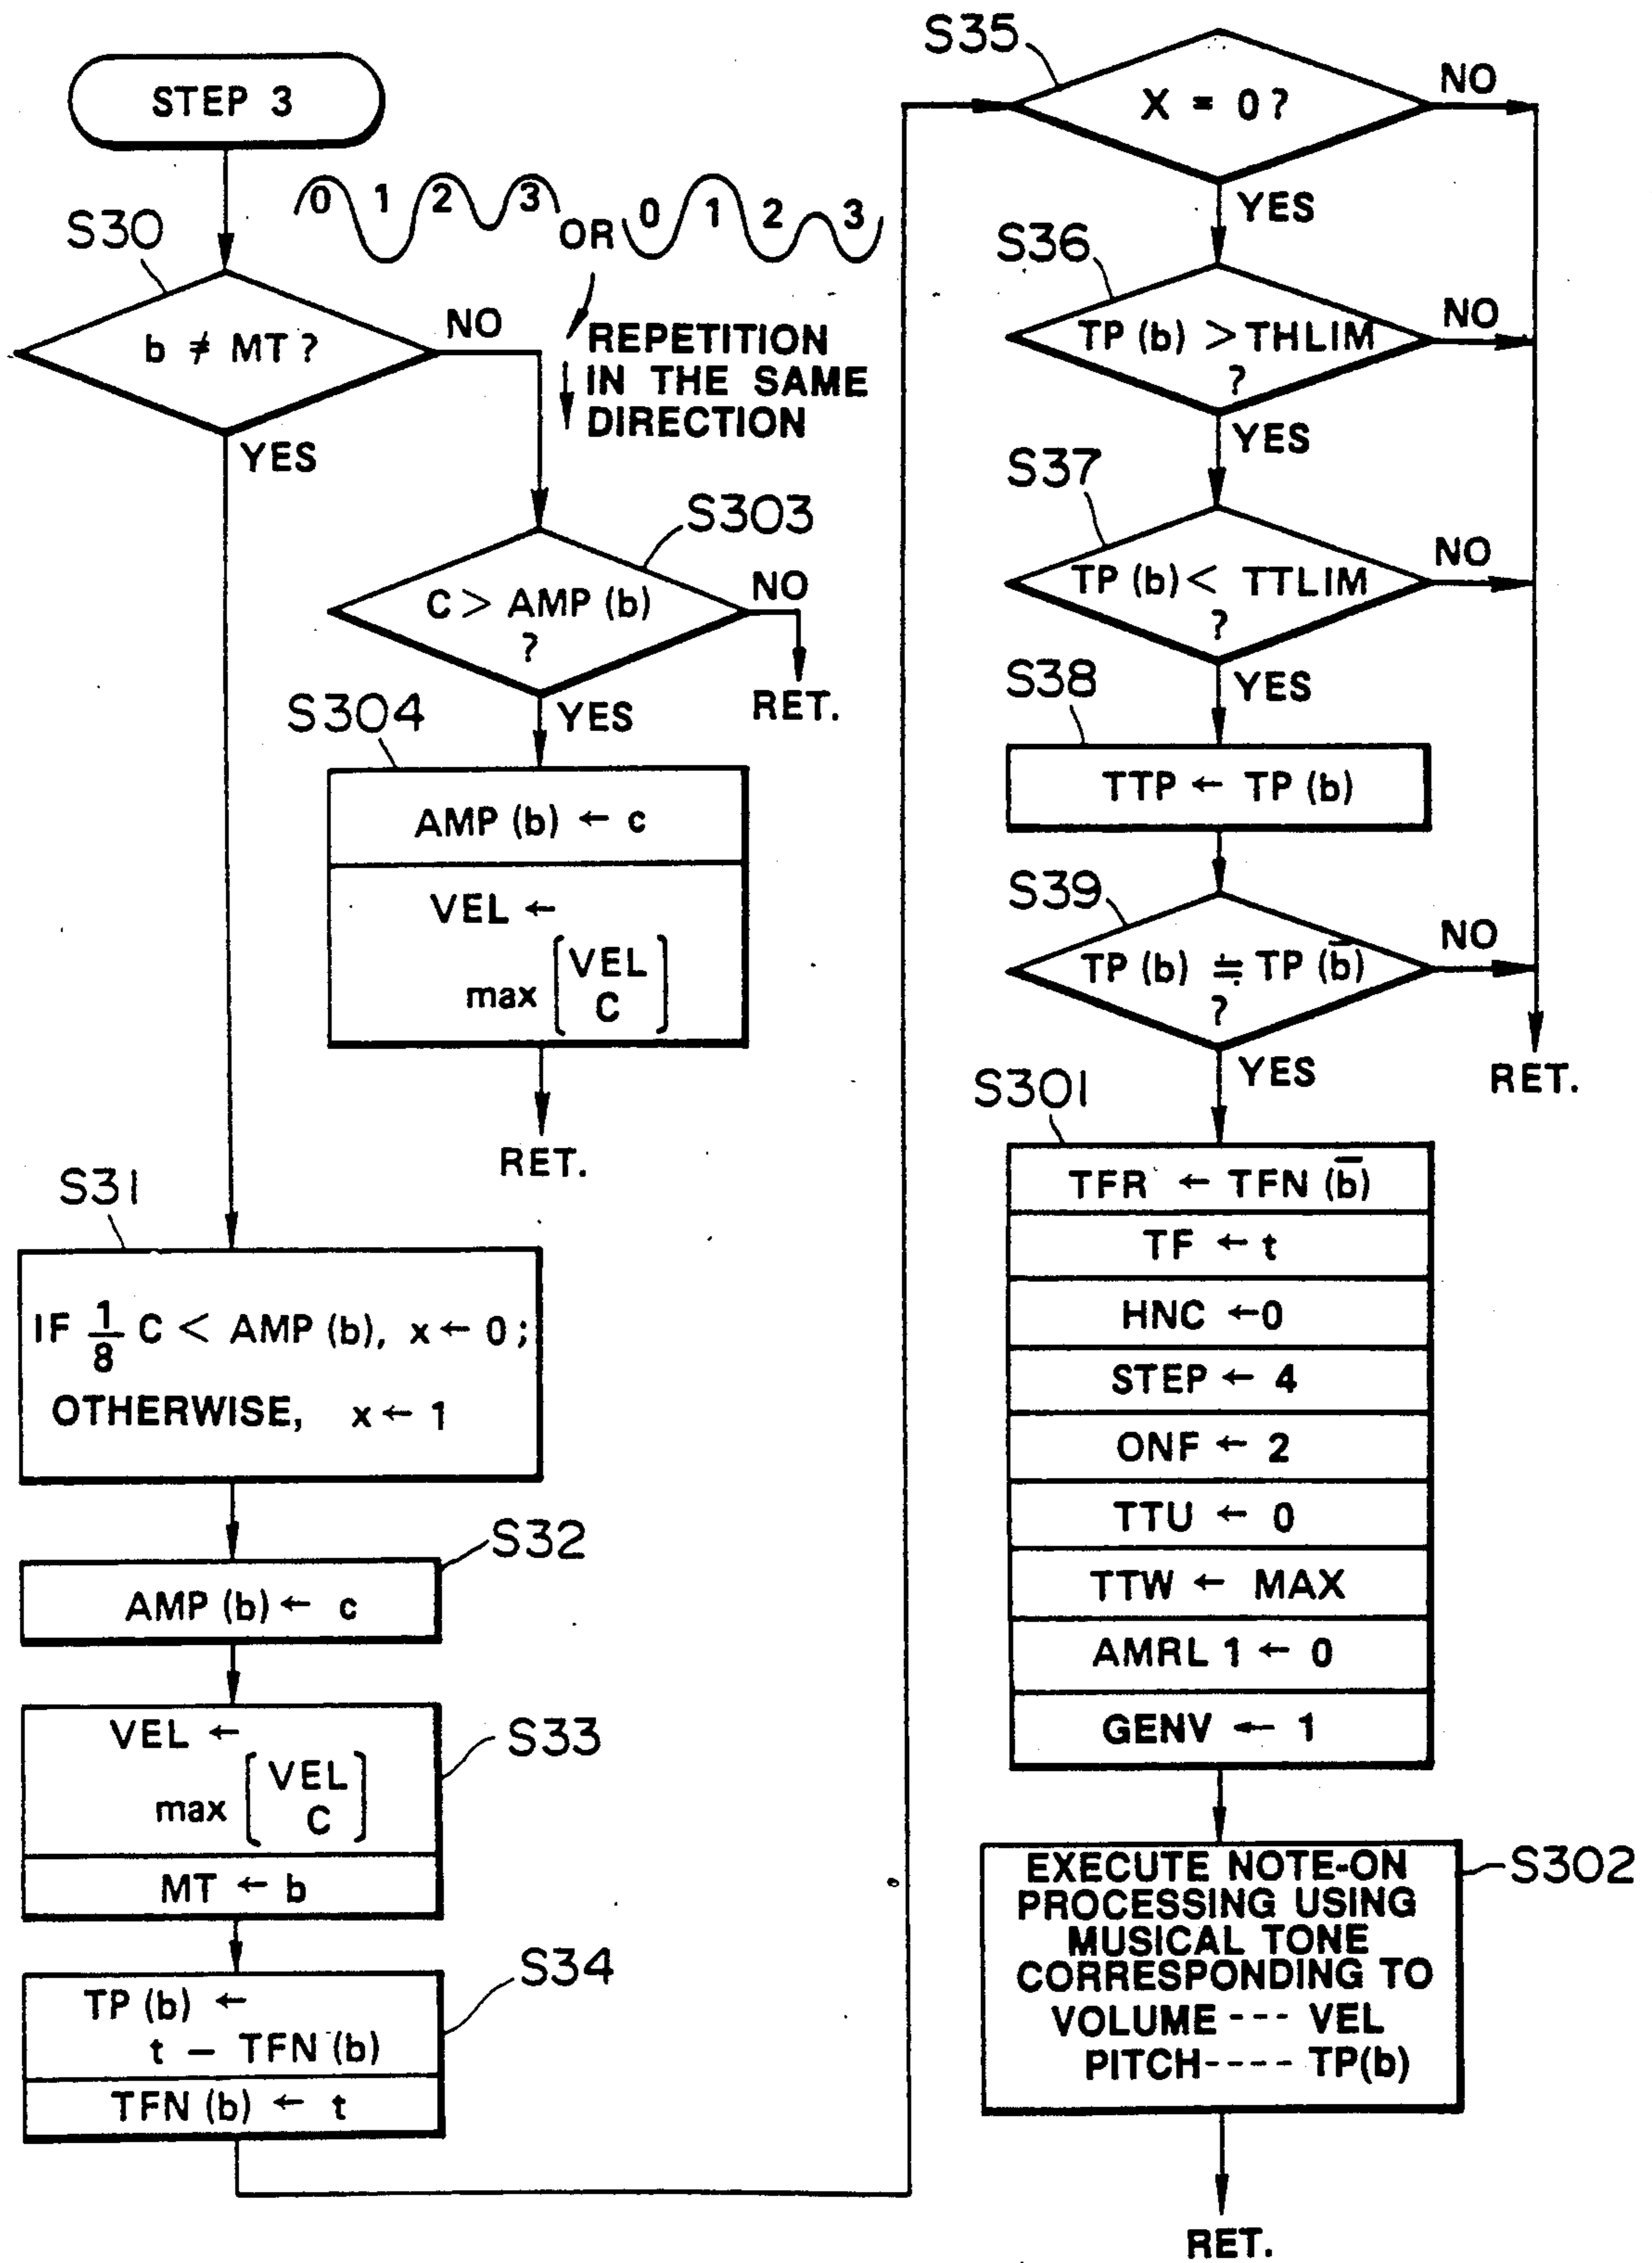 STEP 3
S30
0 1 2 3 OR 0 1 2 3
b ≠ MT ?
NO
YES
REPETITION
IN THE SAME
DIRECTION
S303
C > AMP (b)
?
NO
RET.
YES
S304
AMP (b) ← c
VEL ←
max [VEL
C]
RET.
S31
IF 1/8 C < AMP (b), x ← 0 ;
OTHERWISE, x ← 1
S32
AMP (b) ← c
S33
VEL ←
max [VEL
C]
MT ← b
S34
TP (b) ←
t − TFN (b)
TFN (b) ← t
S35
X = 0 ?
NO
YES
S36
TP (b) > THLIM
?
NO
YES
S37
TP (b) < TTLIM
?
NO
YES
S38
TTP ← TP (b)
S39
TP (b) ≒ TP (b̄)
?
NO
YES
RET.
S301
TFR ← TFN (b̄)
TF ← t
HNC ← 0
STEP ← 4
ONF ← 2
TTU ← 0
TTW ← MAX
AMRL 1 ← 0
GENV ← 1
S302
EXECUTE NOTE-ON
PROCESSING USING
MUSICAL TONE
CORRESPONDING TO
VOLUME --- VEL
PITCH ---- TP(b)
RET.